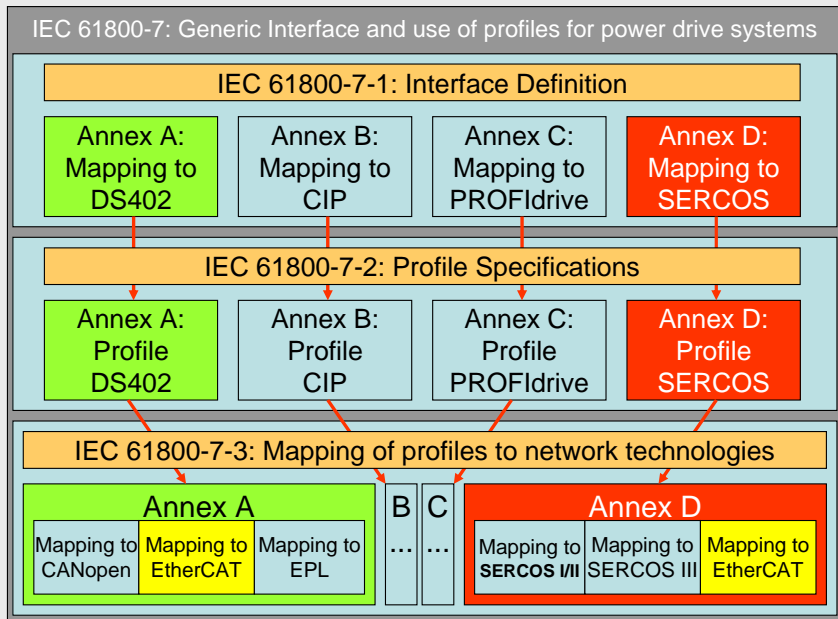 IEC 61800-7: Generic Interface and use of profiles for power drive systems
IEC 61800-7-1: Interface Definition
Annex A:
Mapping to
DS402
Annex B:
Mapping to
CIP
Annex C:
Mapping to
PROFIdrive
Annex D:
Mapping to
SERCOS
IEC 61800-7-2: Profile Specifications
Annex A:
Profile
DS402
Annex B:
Profile
CIP
Annex C:
Profile
PROFIdrive
Annex D:
Profile
SERCOS
IEC 61800-7-3: Mapping of profiles to network technologies
Annex A
Mapping to
CANopen
Mapping to
EtherCAT
Mapping to
EPL
B
...
C
...
Annex D
Mapping to
SERCOS I/II
Mapping to
SERCOS III
Mapping to
EtherCAT